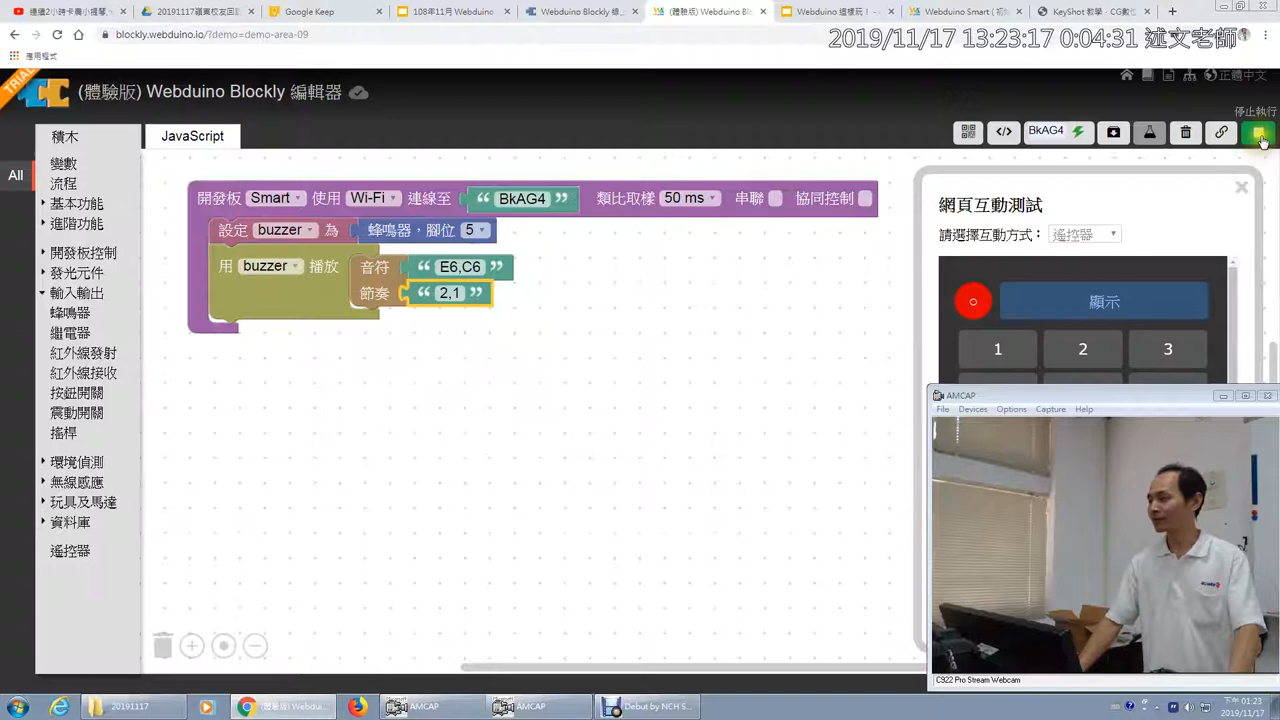 Google Keep
108年11月 Webduino
Webduino Blockly
(體驗版) Webduino Bl
Webduino 這樣玩！ -
Webduino Smart ( 初
KeyShot 教學 - CG數位
blockly.webduino.io/?demo=demo-area-09
2019/11/17 13:23:17 0:04:31 述文老師
應用程式
TRIAL
(體驗版) Webduino Blockly 編輯器
正體中文
停止執行
積木
JavaScript
BkAG4
All
變數
流程
基本功能
進階功能
開發板控制
發光元件
輸入輸出
蜂鳴器
繼電器
紅外線發射
紅外線接收
按鈕開關
震動開關
搖桿
環境偵測
無線感應
玩具及馬達
資料庫
遙控器
開發板 Smart 使用 Wi-Fi 連線至 “ BkAG4 ” 類比取樣 50 ms 串聯 協同控制
設定 buzzer 為 蜂鳴器，腳位 5
用 buzzer 播放 音符 “ E6,C6 ”
節奏 “ 2,1 ”
網頁互動測試
請選擇互動方式： 遙控器
顯示
1 2 3
AMCAP
File Devices Options Capture Help
C922 Pro Stream Webcam
20191117
(體驗版) Webdui...
AMCAP
AMCAP
Debut by NCH S...
下午 01:23
2019/11/17